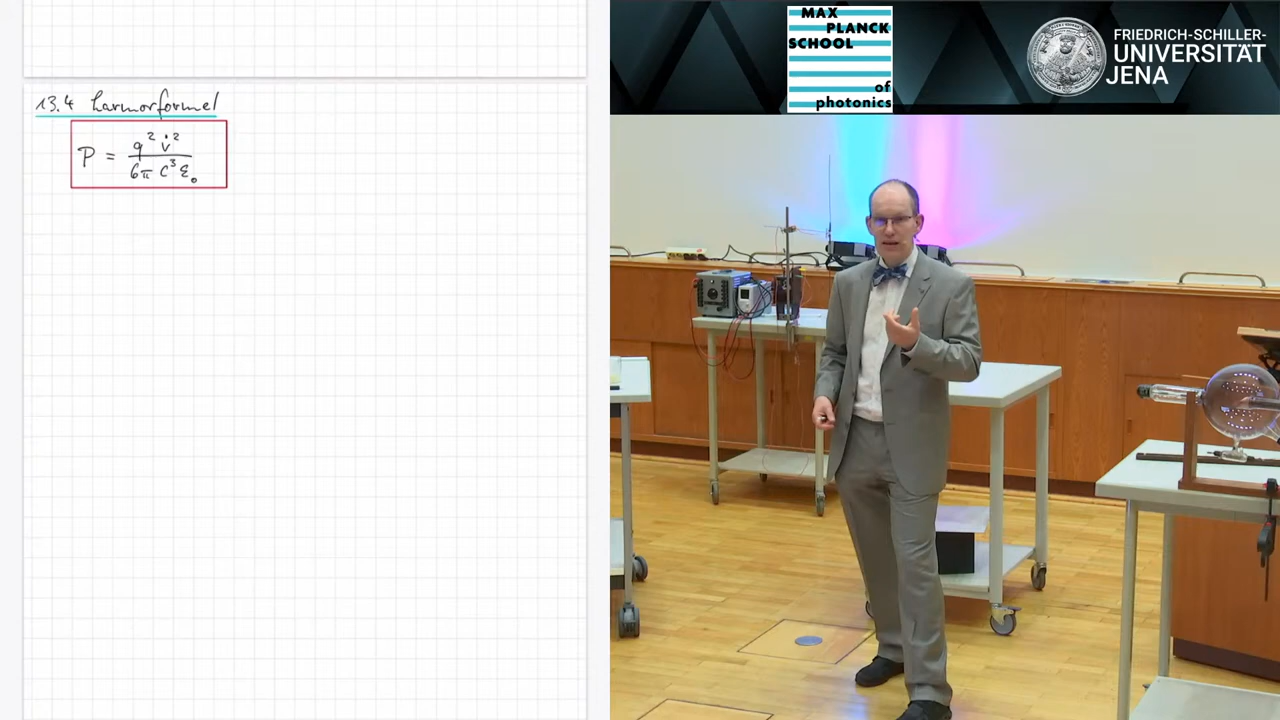 13.4 Larmorformel
P = q² v̇² / 6π c³ ε₀
MAX
PLANCK
SCHOOL
of
photonics
FRIEDRICH-SCHILLER-
UNIVERSITÄT
JENA